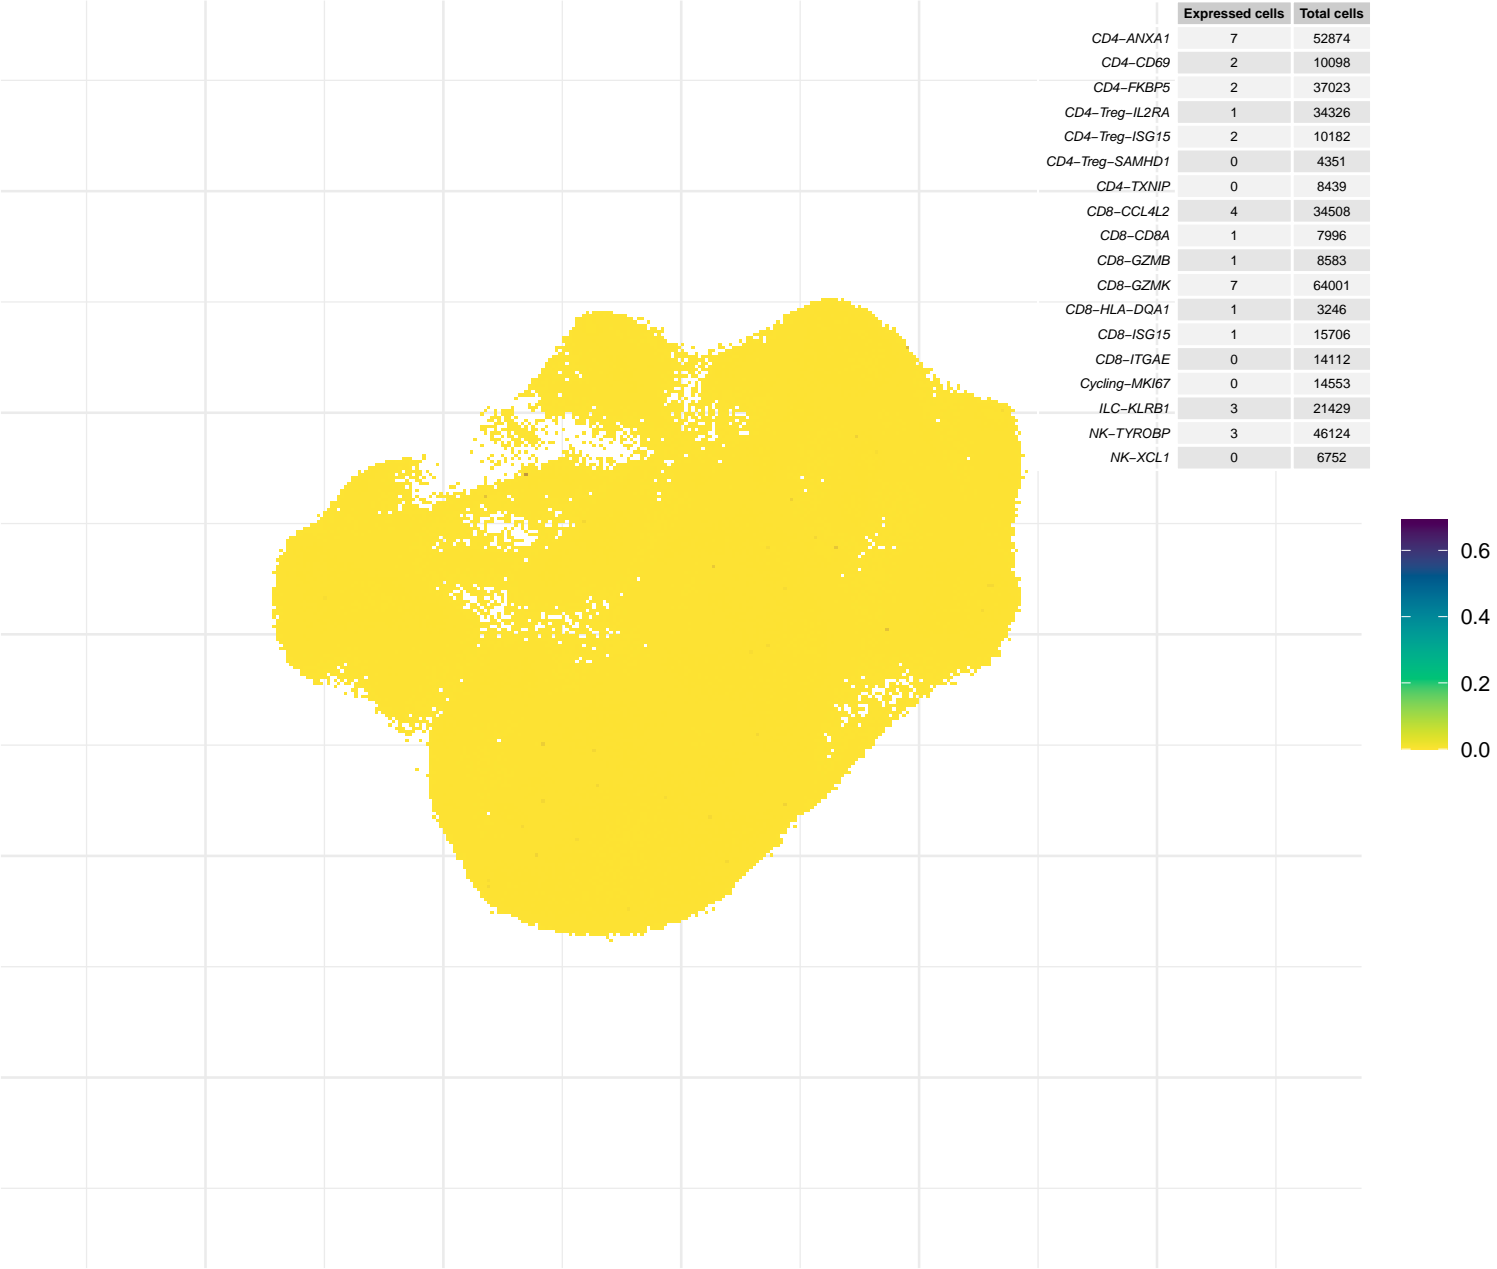 Expressed cells Total cells
CD4−ANXA1 7 52874
CD4−CD69 2 10098
CD4−FKBP5 2 37023
CD4−Treg−IL2RA 1 34326
CD4−Treg−ISG15 2 10182
CD4−Treg−SAMHD1 0 4351
CD4−TXNIP 0 8439
CD8−CCL4L2 4 34508
CD8−CD8A 1 7996
CD8−GZMB 1 8583
CD8−GZMK 7 64001
CD8−HLA−DQA1 1 3246
CD8−ISG15 1 15706
CD8−ITGAE 0 14112
Cycling−MKI67 0 14553
ILC−KLRB1 3 21429
NK−TYROBP 3 46124
NK−XCL1 0 6752
0.6
0.4
0.2
0.0